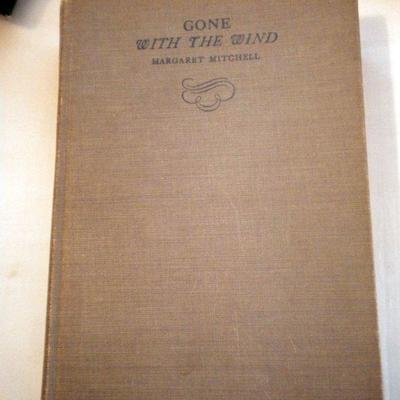 GONE
WITH THE WIND
MARGARET MITCHELL